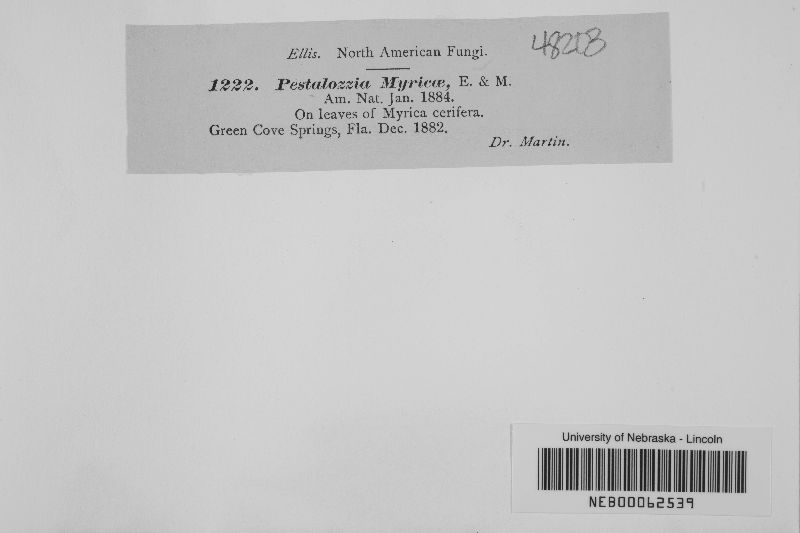 Ellis. North American Fungi.
48208
1222. Pestalozzia Myricæ, E. & M.
Am. Nat. Jan. 1884.
On leaves of Myrica cerifera.
Green Cove Springs, Fla. Dec. 1882.
Dr. Martin.
University of Nebraska - Lincoln
NEB00062539